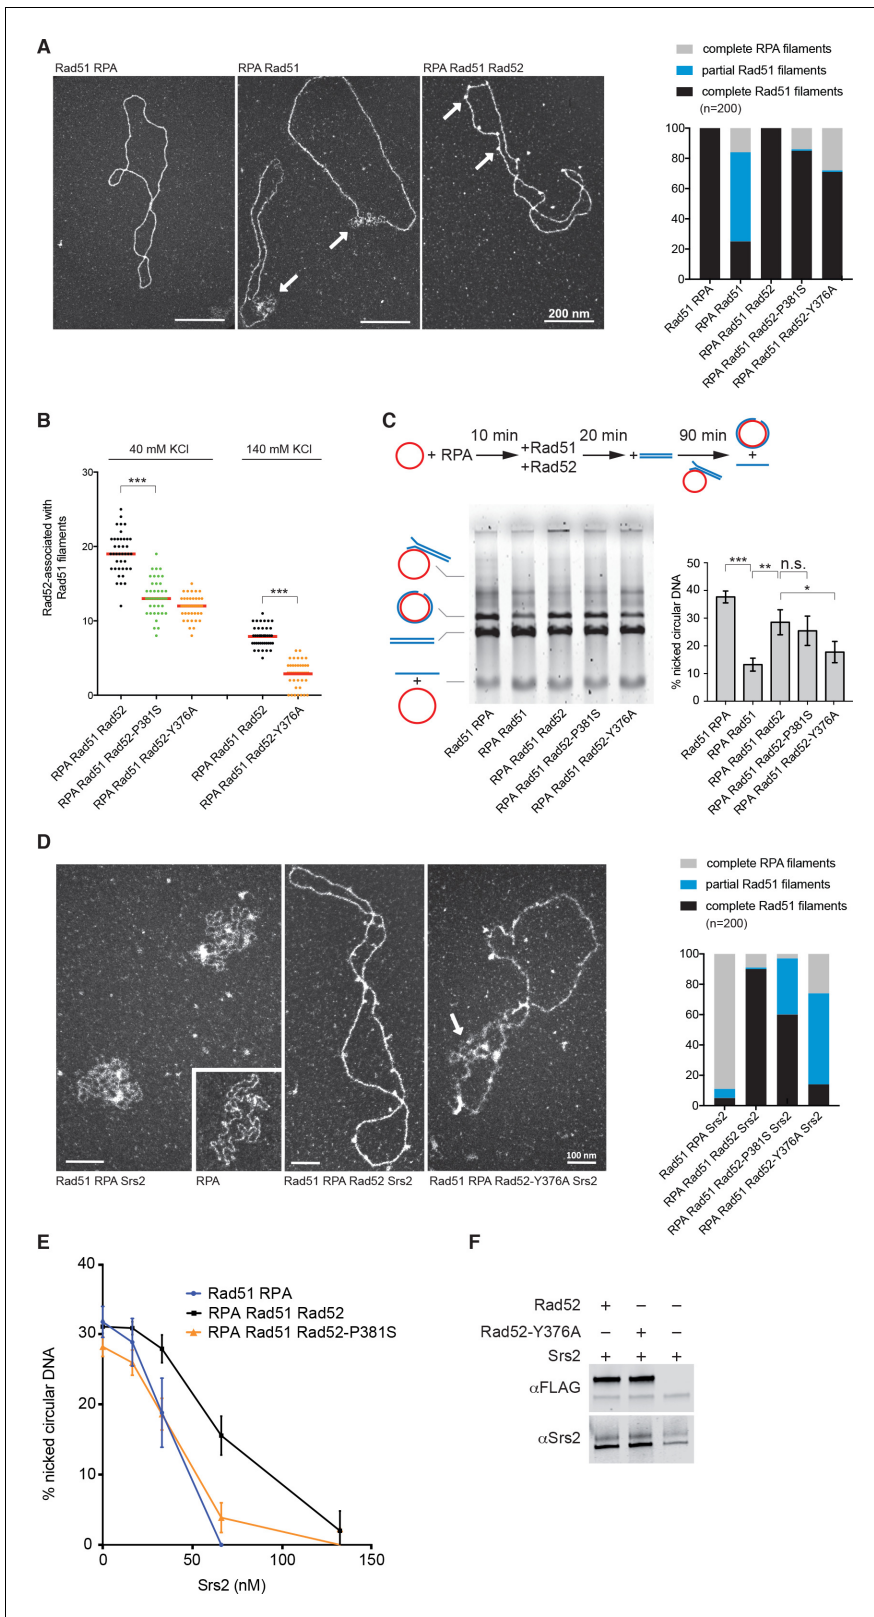 A
Rad51 RPA
RPA Rad51
RPA Rad51 Rad52
200 nm
complete RPA filaments
partial Rad51 filaments
complete Rad51 filaments
(n=200)
100
80
60
40
20
0
Rad51 RPA
RPA Rad51
RPA Rad51 Rad52
RPA Rad51 Rad52-P381S
RPA Rad51 Rad52-Y376A
B
40 mM KCl
140 mM KCl
Rad52-associated with
Rad51 filaments
30
20
10
0
***
***
RPA Rad51 Rad52
RPA Rad51 Rad52-P381S
RPA Rad51 Rad52-Y376A
RPA Rad51 Rad52
RPA Rad51 Rad52-Y376A
C
+ RPA
10 min
+Rad51
+Rad52
20 min
+
90 min
+
+
Rad51 RPA
RPA Rad51
RPA Rad51 Rad52
RPA Rad51 Rad52-P381S
RPA Rad51 Rad52-Y376A
% nicked circular DNA
50
40
30
20
10
0
***
**
n.s.
*
Rad51 RPA
RPA Rad51
RPA Rad51 Rad52
RPA Rad51 Rad52-P381S
RPA Rad51 Rad52-Y376A
D
100 nm
Rad51 RPA Srs2
RPA
Rad51 RPA Rad52 Srs2
Rad51 RPA Rad52-Y376A Srs2
complete RPA filaments
partial Rad51 filaments
complete Rad51 filaments
(n=200)
100
80
60
40
20
0
Rad51 RPA Srs2
RPA Rad51 Rad52 Srs2
RPA Rad51 Rad52-P381S Srs2
RPA Rad51 Rad52-Y376A Srs2
E
% nicked circular DNA
40
30
20
10
0
0
50
100
150
Srs2 (nM)
Rad51 RPA
RPA Rad51 Rad52
RPA Rad51 Rad52-P381S
F
Rad52 + − −
Rad52-Y376A − + −
Srs2 + + +
αFLAG
αSrs2